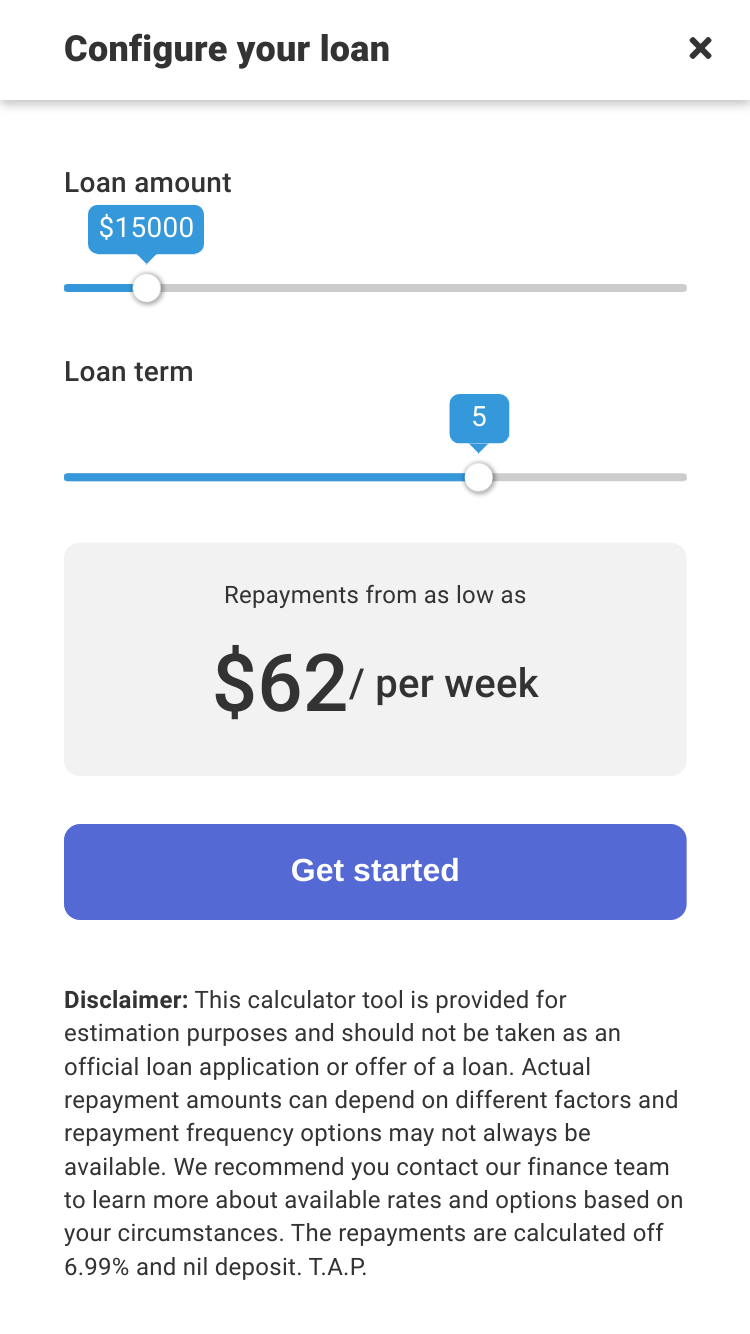 Configure your loan
Loan amount
$15000
Loan term
5
Repayments from as low as
$62/ per week
Get started
Disclaimer: This calculator tool is provided for
estimation purposes and should not be taken as an
official loan application or offer of a loan. Actual
repayment amounts can depend on different factors and
repayment frequency options may not always be
available. We recommend you contact our finance team
to learn more about available rates and options based on
your circumstances. The repayments are calculated off
6.99% and nil deposit. T.A.P.